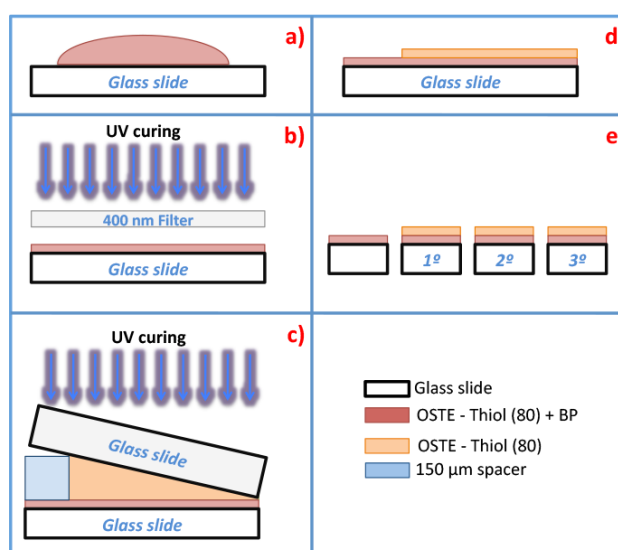 a)
Glass slide
b)
UV curing
400 nm Filter
Glass slide
c)
UV curing
Glass slide
Glass slide
d)
Glass slide
e)
1º
2º
3º
Glass slide
OSTE - Thiol (80) + BP
OSTE - Thiol (80)
150 µm spacer